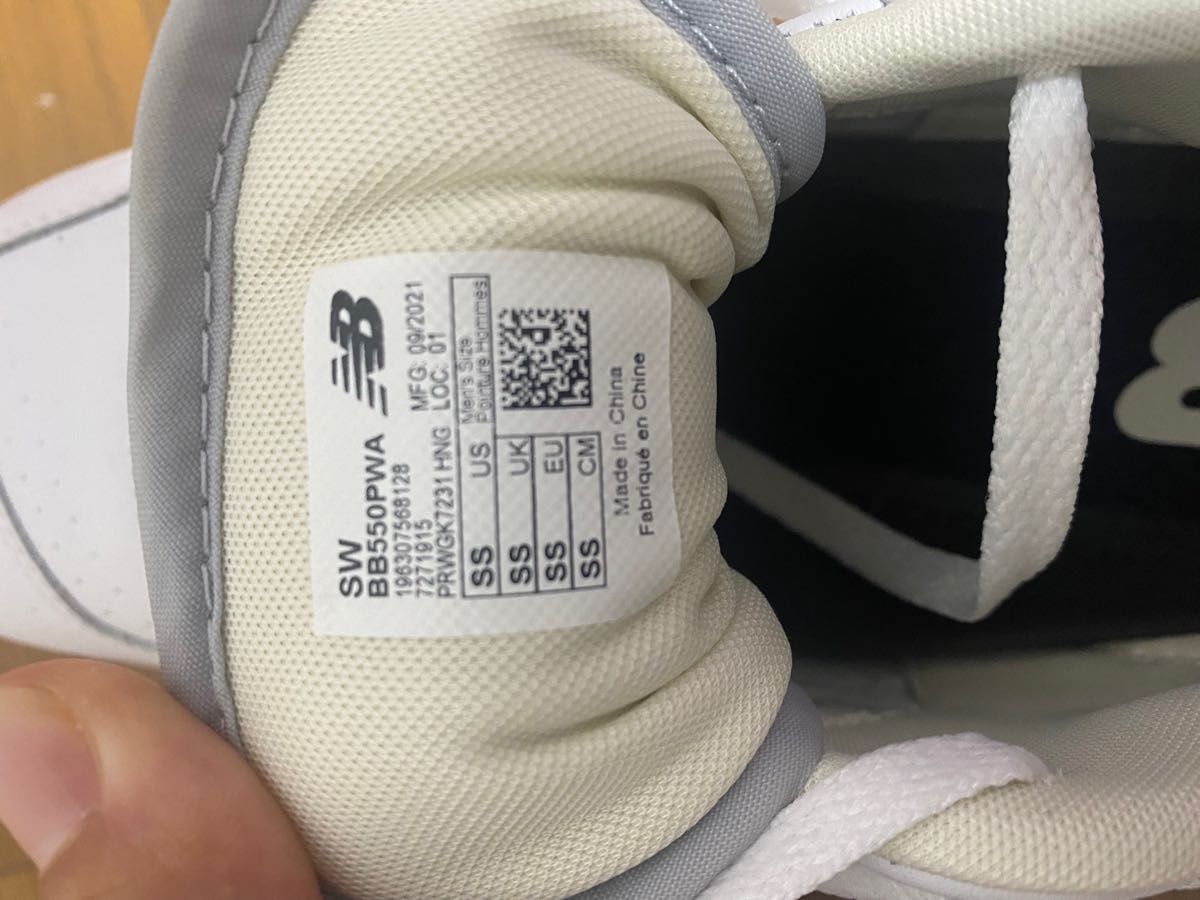 NB
SW
BB550PWA
196307568128
7271915 MFG: 09/2021
PRWGK7231 HNG LOC: 01
Men's Size
Pointure Hommes
SS US
SS UK
SS EU
SS CM
Made in China
Fabriqué en Chine